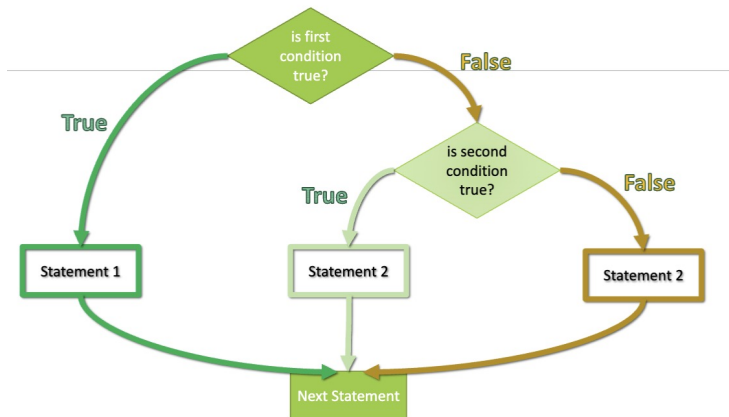 is first
condition
true?
False
True
is second
condition
true?
True
False
Statement 1
Statement 2
Statement 2
Next Statement